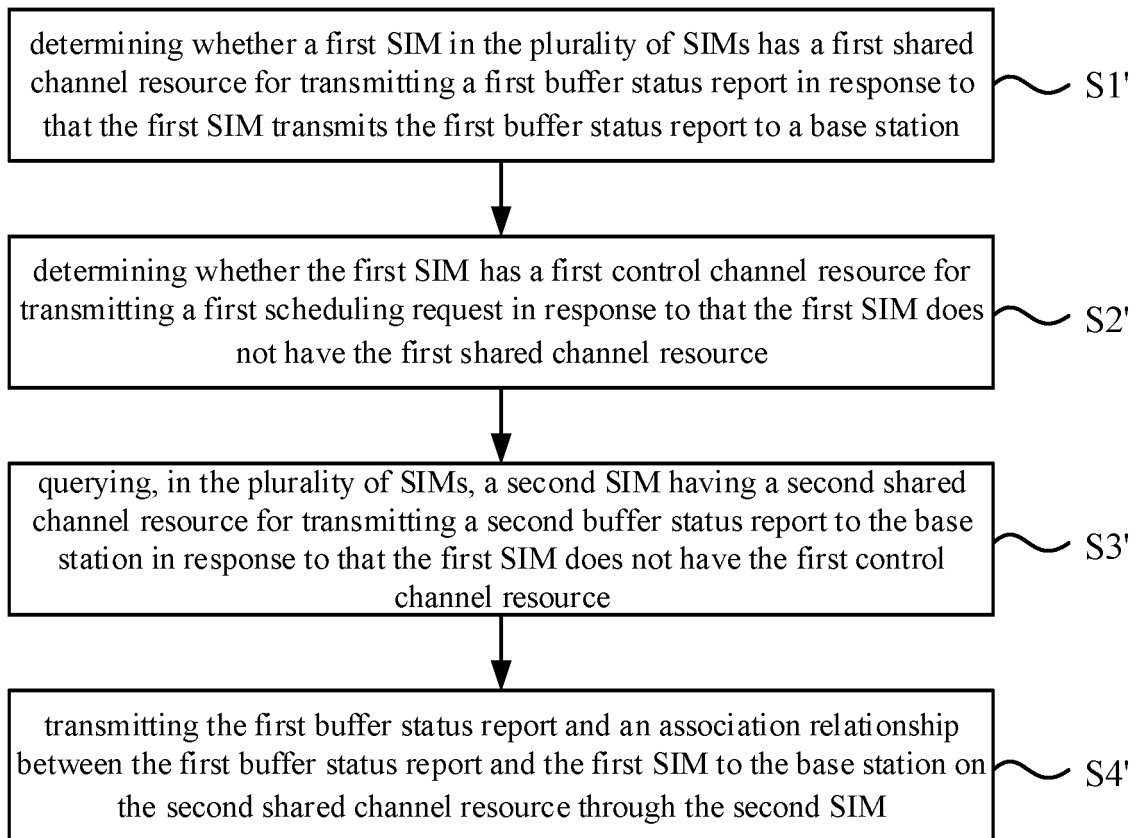 determining whether a first SIM in the plurality of SIMs has a first shared
channel resource for transmitting a first buffer status report in response to
that the first SIM transmits the first buffer status report to a base station
S1'
determining whether the first SIM has a first control channel resource for
transmitting a first scheduling request in response to that the first SIM does
not have the first shared channel resource
S2'
querying, in the plurality of SIMs, a second SIM having a second shared
channel resource for transmitting a second buffer status report to the base
station in response to that the first SIM does not have the first control
channel resource
S3'
transmitting the first buffer status report and an association relationship
between the first buffer status report and the first SIM to the base station on
the second shared channel resource through the second SIM
S4'